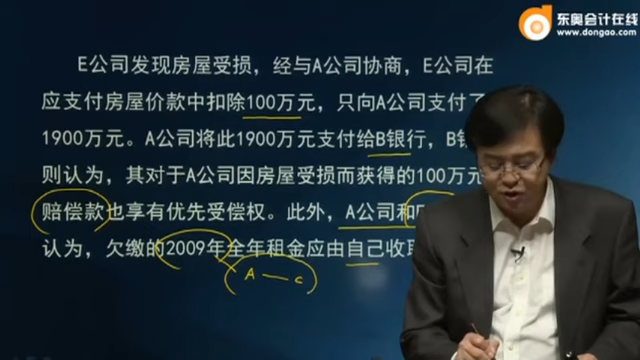 东奥会计在线
www.dongao.com
E公司发现房屋受损，经与A公司协商，E公司在
应支付房屋价款中扣除100万元，只向A公司支付了
1900万元。A公司将此1900万元支付给B银行，B银
则认为，其对于A公司因房屋受损而获得的100万元
赔偿款也享有优先受偿权。此外，A公司和
认为，欠缴的2009年全年租金应由自己收取
A — c